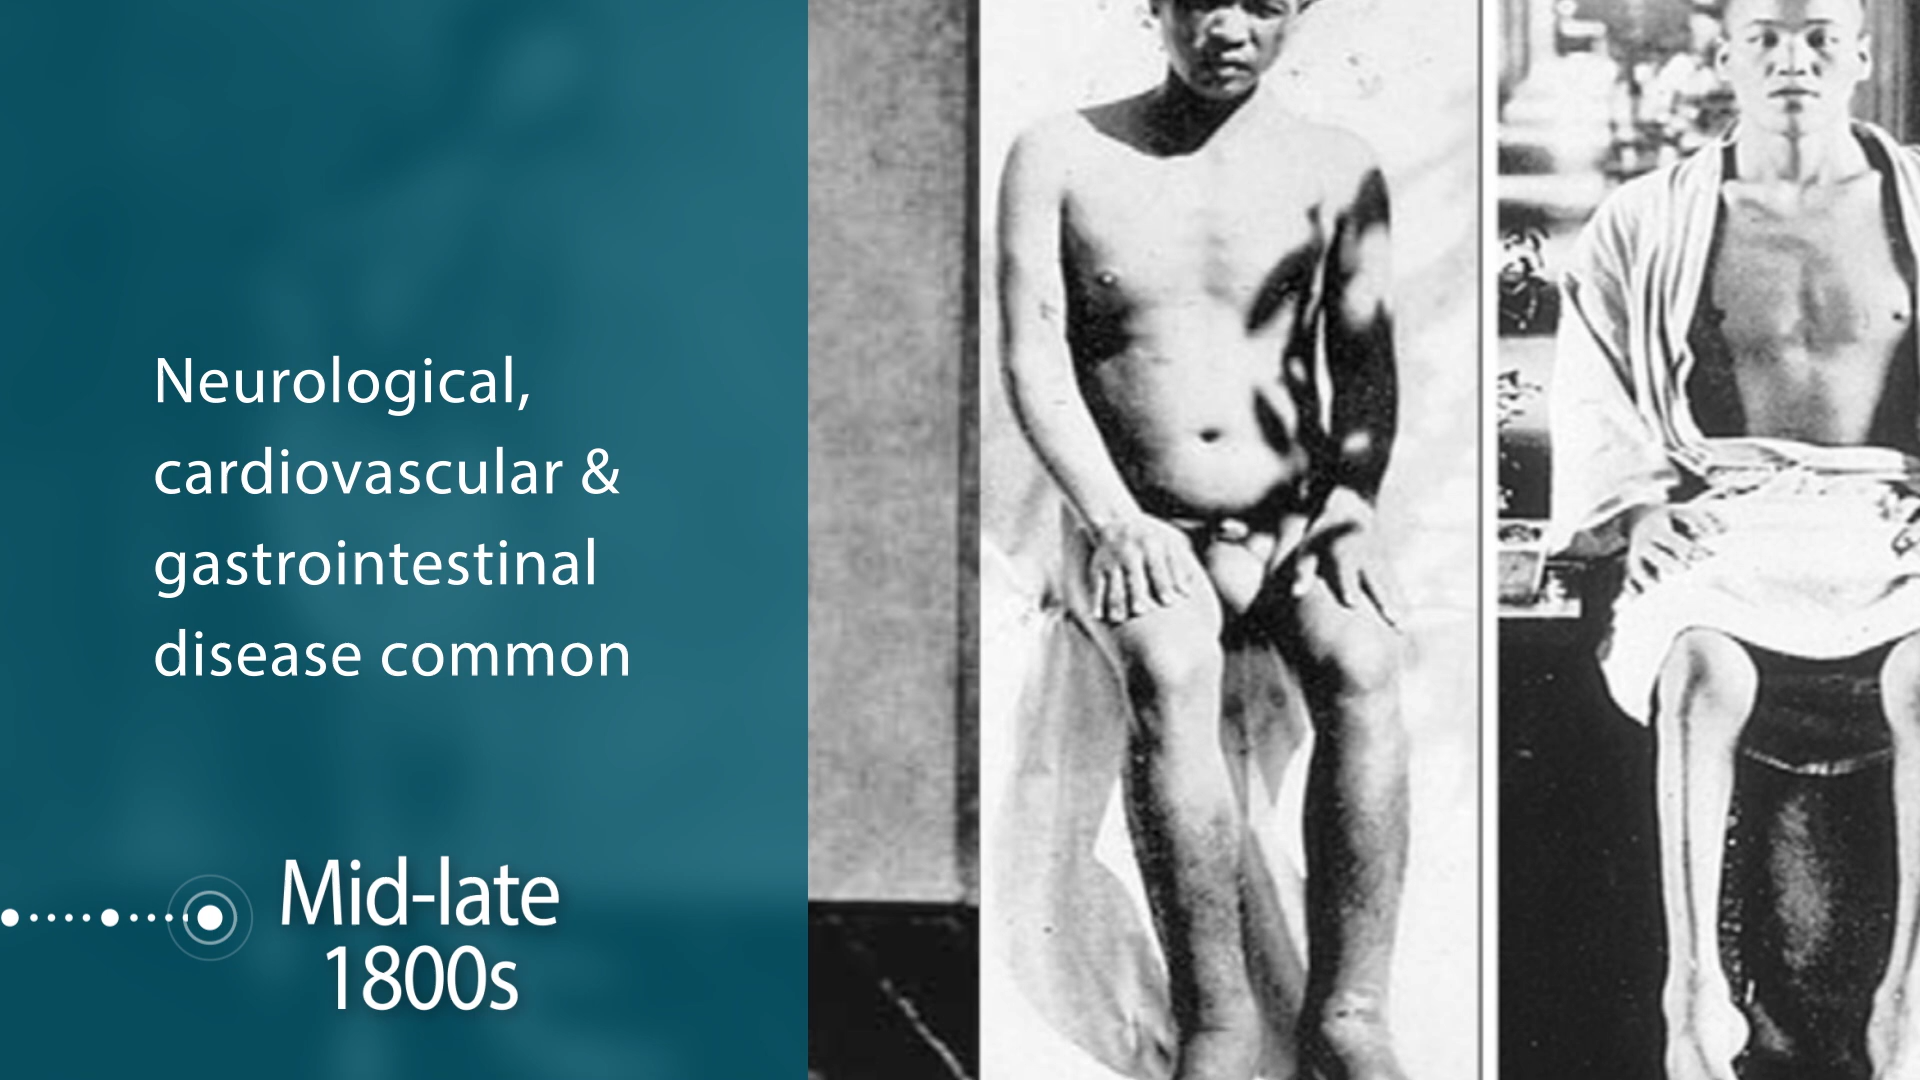 Neurological,
cardiovascular &
gastrointestinal
disease common
Mid-late
1800s